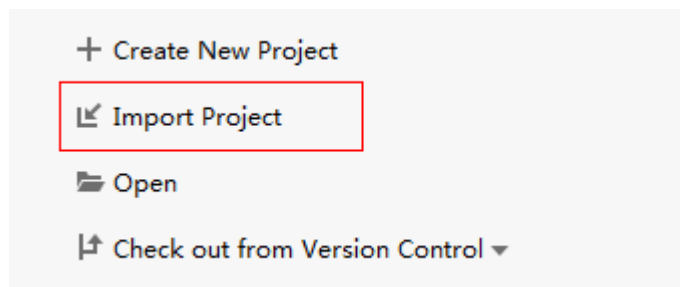 Create New Project
Import Project
Open
Check out from Version Control